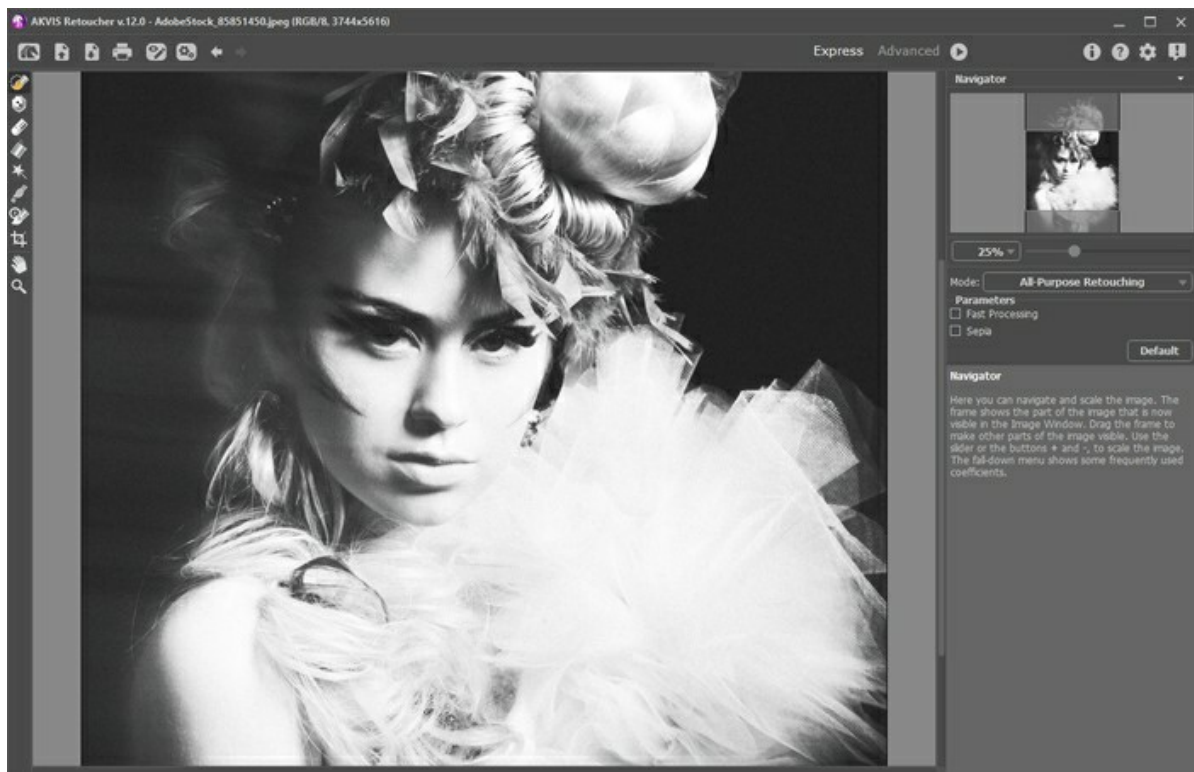 AKVIS Retoucher v.12.0 - AdobeStock_85851450.jpeg (RGB/8, 3744x5616)
Express Advanced
Navigator
25%
Mode: All-Purpose Retouching
Parameters
Fast Processing
Sepia
Default
Navigator
Here you can navigate and scale the image. The
frame shows the part of the image that is now
visible in the Image Window. Drag the frame to
make other parts of the image visible. Use the
slider or the buttons + and -, to scale the image.
The fall-down menu shows some frequently used
coefficients.